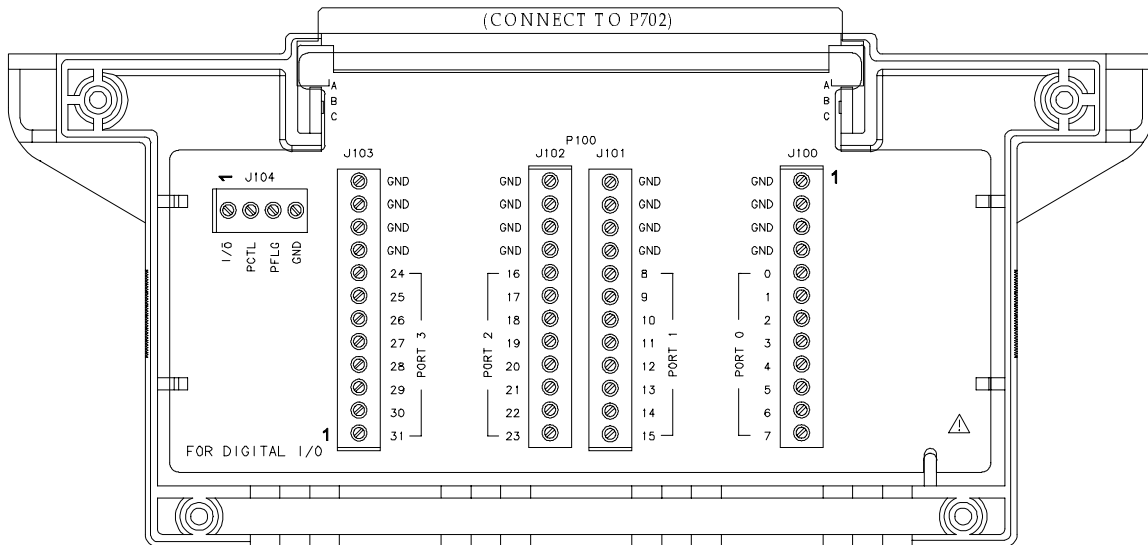 (CONNECT TO P702)
A
B
C
A
B
C
P100
J103
J102
J101
J100
1
J104
I/Ō
PCTL
PFLG
GND
GND
GND
GND
GND
24
25
26
27
28
29
30
31
PORT 3
1
GND
GND
GND
GND
16
17
18
19
20
21
22
23
PORT 2
GND
GND
GND
GND
8
9
10
11
12
13
14
15
PORT 1
GND
GND
GND
GND
0
1
2
3
4
5
6
7
PORT 0
1
FOR DIGITAL I/O